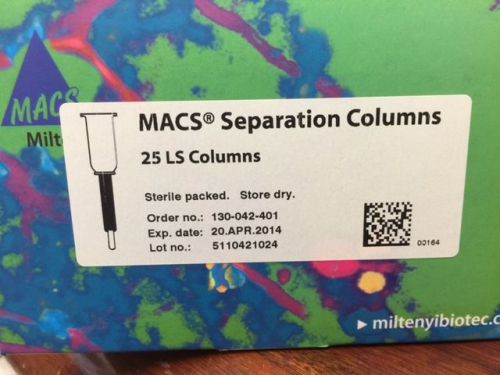 MACS
Milt
MACS® Separation Columns
25 LS Columns
Sterile packed. Store dry.
Order no.: 130-042-401
Exp. date: 20.APR.2014
Lot no.: 5110421024
00164
miltenyibiotec.c